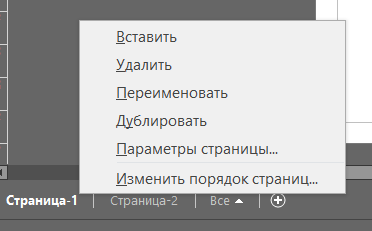 Вставить
Удалить
Переименовать
Дублировать
Параметры страницы...
Изменить порядок страниц...
Страница-1 Страница-2 Все